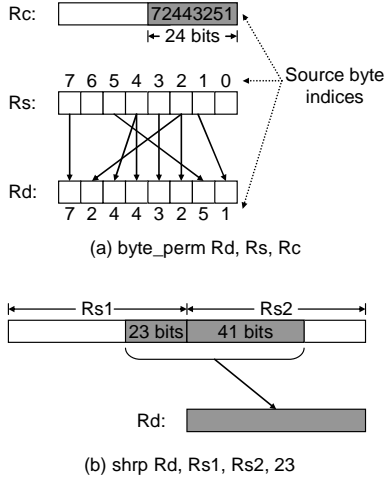 Rc: 72443251
24 bits
7 6 5 4 3 2 1 0
Source byte
indices
Rs:
Rd:
7 2 4 4 3 2 5 1
(a) byte_perm Rd, Rs, Rc
Rs1 Rs2
23 bits 41 bits
Rd:
(b) shrp Rd, Rs1, Rs2, 23